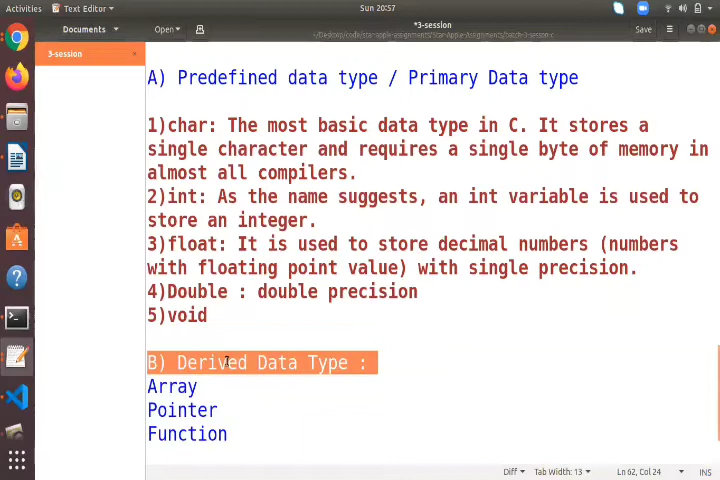 Activities Text Editor Sun 20:57
Documents Open *3-session Save
3-session
A) Predefined data type / Primary Data type
1)char: The most basic data type in C. It stores a
single character and requires a single byte of memory in
almost all compilers.
2)int: As the name suggests, an int variable is used to
store an integer.
3)float: It is used to store decimal numbers (numbers
with floating point value) with single precision.
4)Double : double precision
5)void
B) Derived Data Type :
Array
Pointer
Function
Diff Tab Width: 13 Ln 62, Col 24 INS